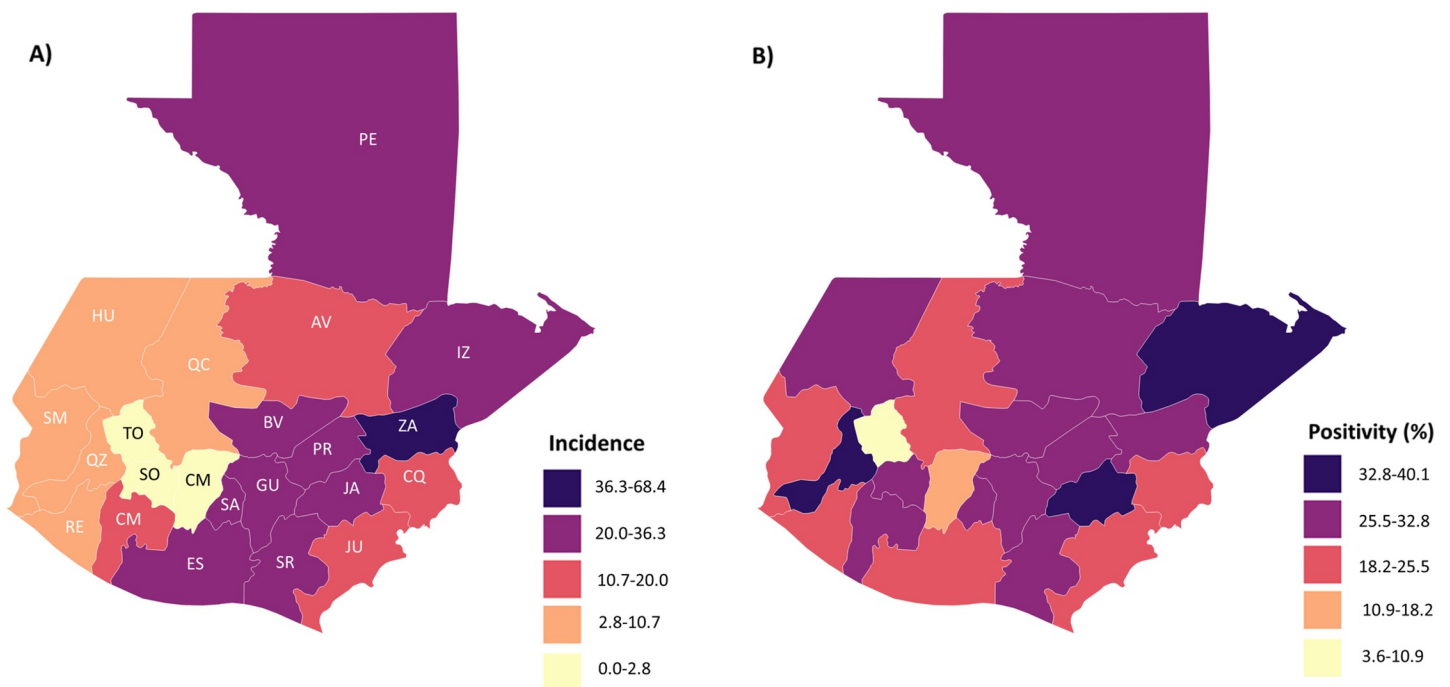 A)
B)
PE
HU
AV
QC
IZ
SM
TO
BV
ZA
PR
QZ
SO
CM
GU
JA
CQ
SA
RE
CM
JU
ES
SR
Incidence
36.3-68.4
20.0-36.3
10.7-20.0
2.8-10.7
0.0-2.8
Positivity (%)
32.8-40.1
25.5-32.8
18.2-25.5
10.9-18.2
3.6-10.9